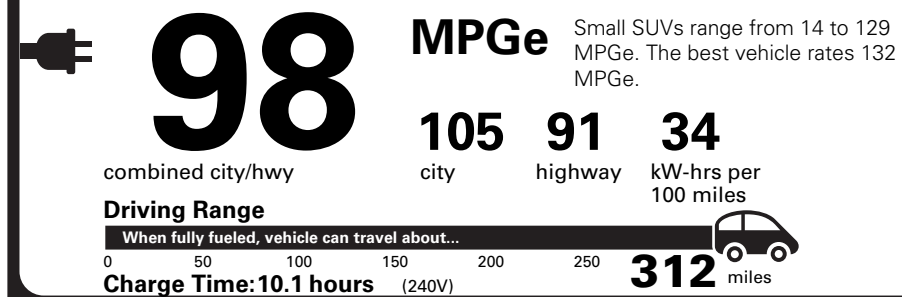 98
MPGe
Small SUVs range from 14 to 129
MPGe. The best vehicle rates 132
MPGe.
105 91 34
combined city/hwy city highway kW-hrs per
100 miles
Driving Range
When fully fueled, vehicle can travel about...
0 50 100 150 200 250 312 miles
Charge Time: 10.1 hours (240V)